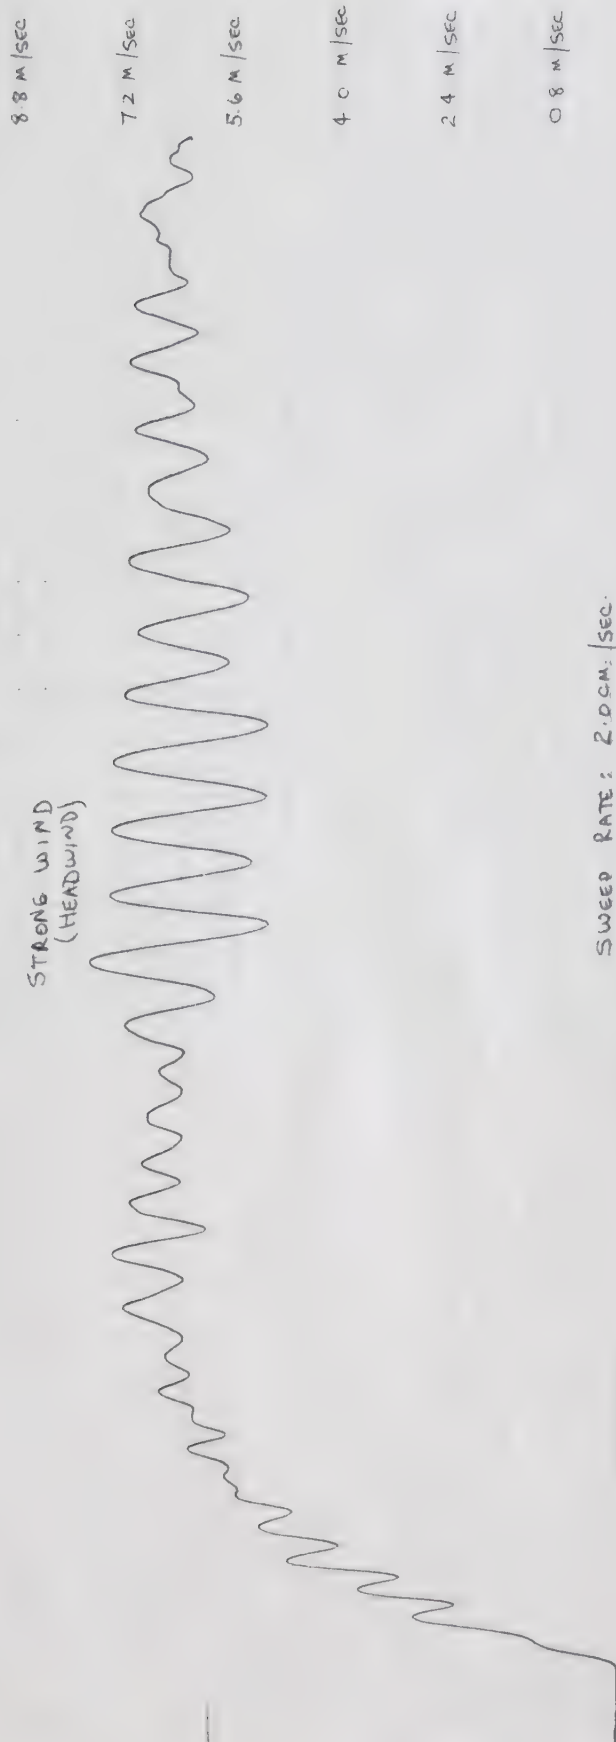 8.8 M/SEC
7 2 M/SEC
5.6 M/SEC
4 0 M/SEC
2 4 M/SEC
0 8 M/SEC
STRONG WIND
(HEADWIND)
SWEEP RATE: 2.0 CM./SEC.